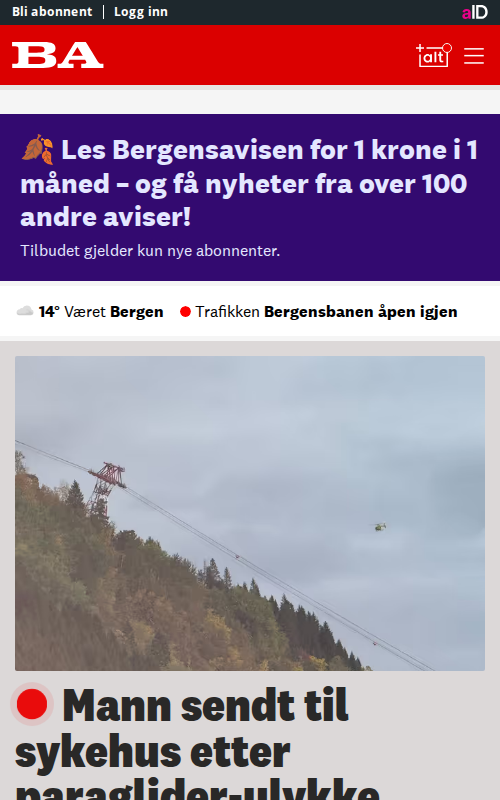 Bli abonnent
Logg inn
aID
BA
+alt
🍂 Les Bergensavisen for 1 krone i 1
måned – og få nyheter fra over 100
andre aviser!
Tilbudet gjelder kun nye abonnenter.
14° Været Bergen
Trafikken Bergensbanen åpen igjen
Mann sendt til
sykehus etter
paraglider-ulykke